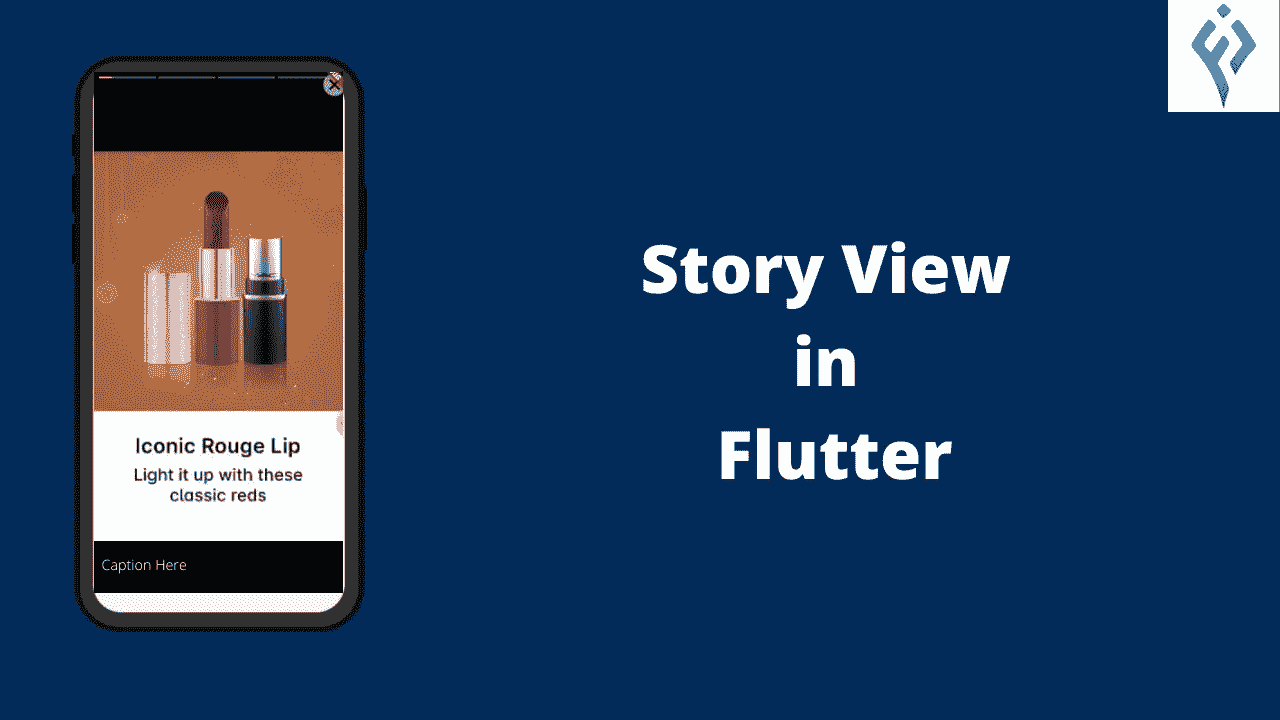 Iconic Rouge Lip
Light it up with these
classic reds
Caption Here
Story View
in
Flutter